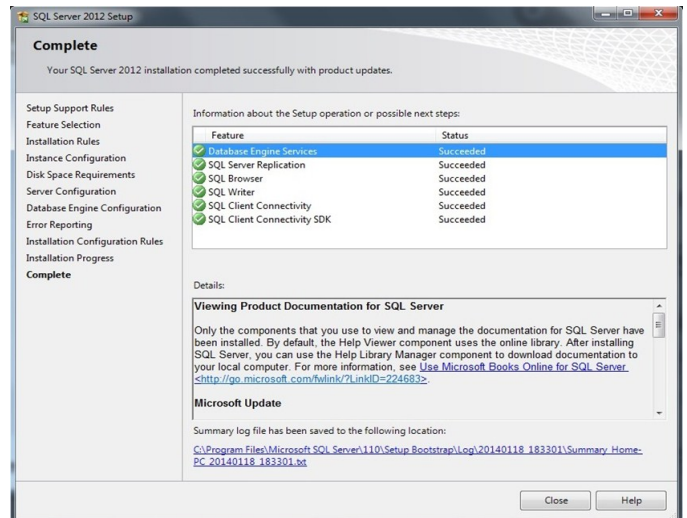 SQL Server 2012 Setup
Complete
Your SQL Server 2012 installation completed successfully with product updates.
Setup Support Rules
Feature Selection
Installation Rules
Instance Configuration
Disk Space Requirements
Server Configuration
Database Engine Configuration
Error Reporting
Installation Configuration Rules
Installation Progress
Complete
Information about the Setup operation or possible next steps:
Feature Status
Database Engine Services Succeeded
SQL Server Replication Succeeded
SQL Browser Succeeded
SQL Writer Succeeded
SQL Client Connectivity Succeeded
SQL Client Connectivity SDK Succeeded
Details:
Viewing Product Documentation for SQL Server
Only the components that you use to view and manage the documentation for SQL Server have
been installed. By default, the Help Viewer component uses the online library. After installing
SQL Server, you can use the Help Library Manager component to download documentation to
your local computer. For more information, see Use Microsoft Books Online for SQL Server
<http://go.microsoft.com/fwlink/?LinkID=224683>.
Microsoft Update
Summary log file has been saved to the following location:
C:\Program Files\Microsoft SQL Server\110\Setup Bootstrap\Log\20140118_183301\Summary_Home-
PC_20140118_183301.txt
Close Help